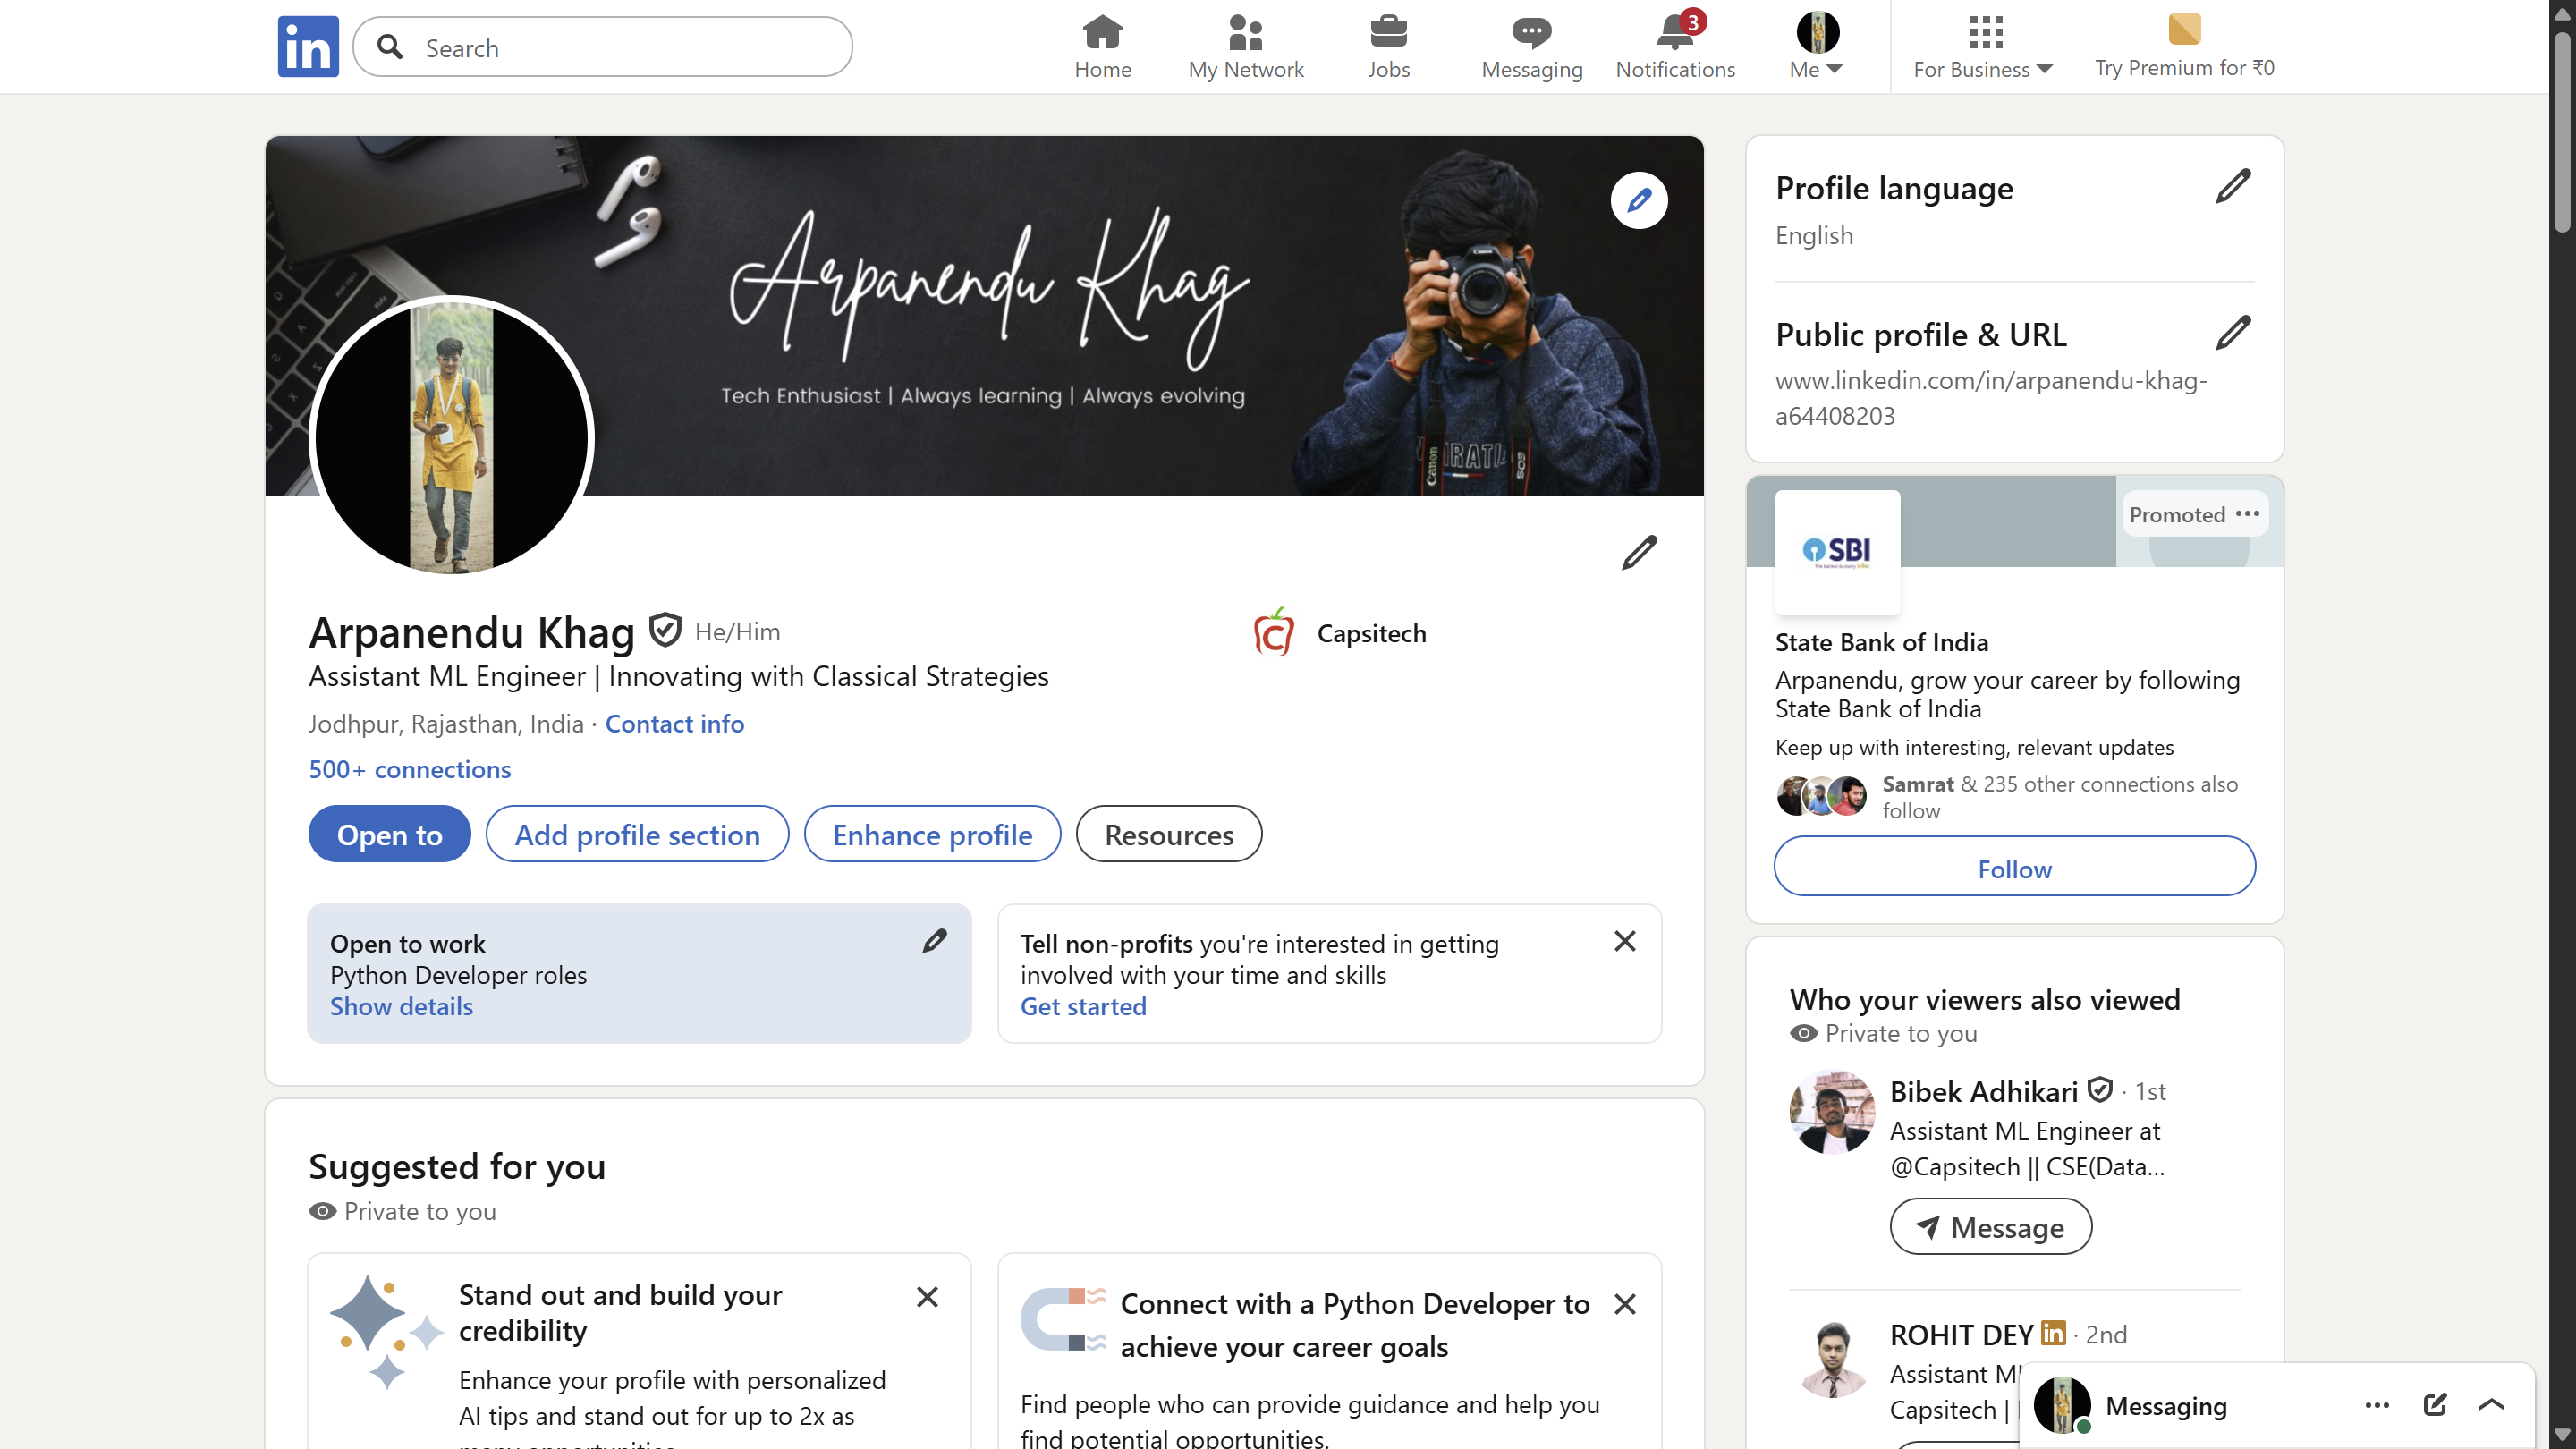 in
Search
Home
My Network
Jobs
Messaging
3
Notifications
Me
For Business
Try Premium for ₹0
Arpanendu Khag
Tech Enthusiast | Always learning | Always evolving
Canon
Canon
EOS
Arpanendu Khag He/Him
Assistant ML Engineer | Innovating with Classical Strategies
Jodhpur, Rajasthan, India · Contact info
500+ connections
Capsitech
Open to
Add profile section
Enhance profile
Resources
Open to work
Python Developer roles
Show details
Tell non-profits you're interested in getting
involved with your time and skills
Get started
Suggested for you
Private to you
Stand out and build your
credibility
Enhance your profile with personalized
AI tips and stand out for up to 2x as
many opportunities
Connect with a Python Developer to
achieve your career goals
Find people who can provide guidance and help you
find potential opportunities.
Profile language
English
Public profile & URL
www.linkedin.com/in/arpanendu-khag-
a64408203
Promoted
SBI
State Bank of India
Arpanendu, grow your career by following
State Bank of India
Keep up with interesting, relevant updates
Samrat & 235 other connections also
follow
Follow
Who your viewers also viewed
Private to you
Bibek Adhikari · 1st
Assistant ML Engineer at
@Capsitech || CSE(Data...
Message
ROHIT DEY in · 2nd
Assistant M
Capsitech |
Messaging